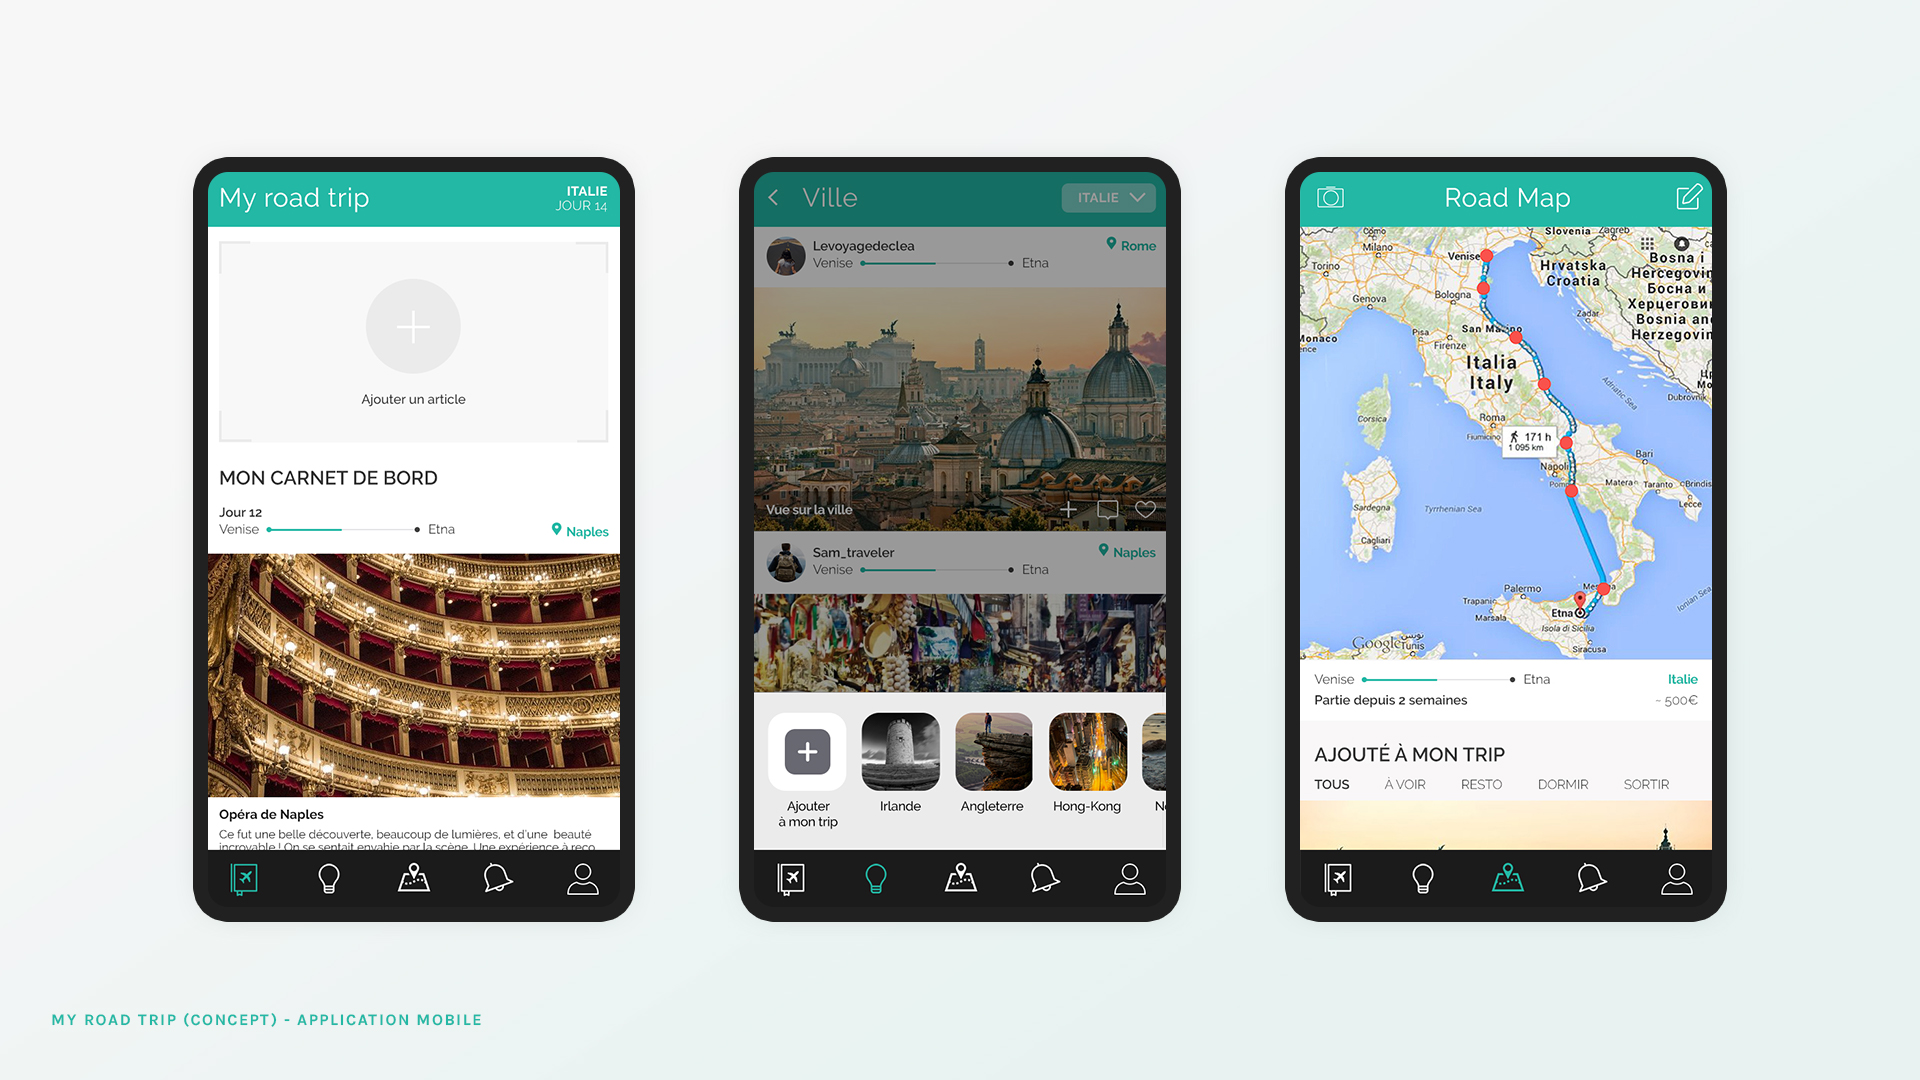 My road trip
ITALIE
JOUR 14
Ajouter un article
MON CARNET DE BORD
Jour 12
Venise
Etna
Naples
Opéra de Naples
Ce fut une belle découverte, beaucoup de lumières, et d'une beauté
incroyable ! On se sentait envahie par la scène. Une expérience à reco
Ville
ITALIE
Levoyagedeclea
Rome
Venise
Etna
Vue sur la ville
Sam_traveler
Naples
Venise
Etna
Ajouter
à mon trip
Irlande
Angleterre
Hong-Kong
N
Road Map
Como
Milano
Slovenia
Zagreb
Torino
Venise
Hrvatska
Croatia
Bosna i
Hercegovin
Босна и
Херцегови
Bosnia and
Herzegovin
Genova
Bologna
Zadar
Monaco
ence
Pisa
San Marino
Firenze
Italia
Italy
Adriatic Sea
Dubrovnik
Corsica
Roma
Fiumicino
171 h
1 095 km
Napoli
Bari
Pom
Matera
Taranto
Brindis
Lecce
Sardegna
Tyrrhenian Sea
Cagliari
Palermo
Trapani
Marsala
Etna
Isola di Sicilia
Siracusa
Ionian Sea
Google
تونس
Tunis
Venise
Etna
Italie
Partie depuis 2 semaines
~ 500€
AJOUTÉ À MON TRIP
TOUS
À VOIR
RESTO
DORMIR
SORTIR
MY ROAD TRIP (CONCEPT) - APPLICATION MOBILE